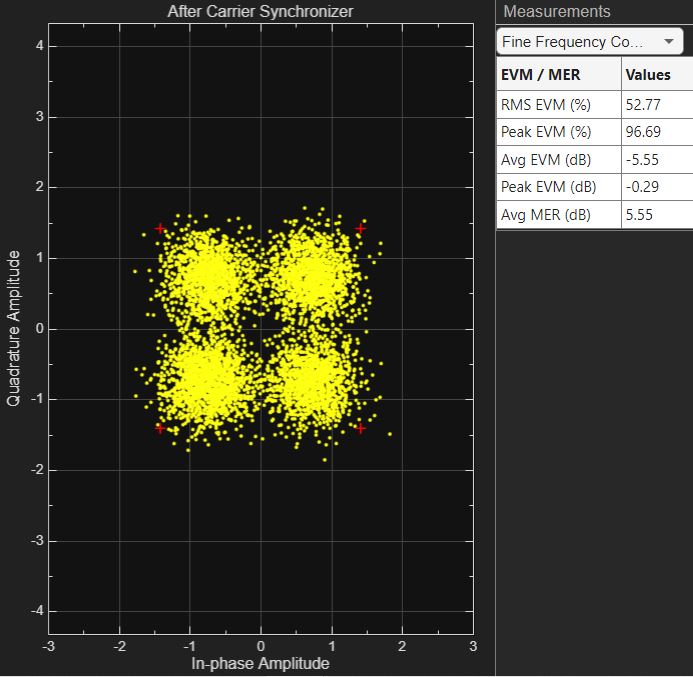 After Carrier Synchronizer
4
3
2
1
0
-1
-2
-3
-4
Quadrature Amplitude
-3 -2 -1 0 1 2 3
In-phase Amplitude
Measurements
Fine Frequency Co...
EVM / MER Values
RMS EVM (%) 52.77
Peak EVM (%) 96.69
Avg EVM (dB) -5.55
Peak EVM (dB) -0.29
Avg MER (dB) 5.55